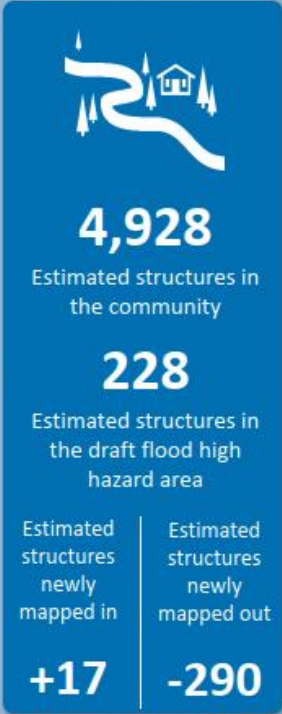 4,928
Estimated structures in
the community
228
Estimated structures in
the draft flood high
hazard area
Estimated
structures
newly
mapped in
+17
Estimated
structures
newly
mapped out
-290